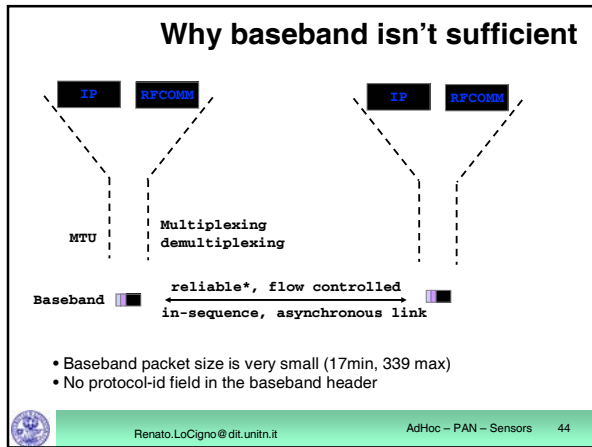 Why baseband isn't sufficient
IP RFCOMM IP RFCOMM
MTU
Multiplexing
demultiplexing
reliable*, flow controlled
Baseband
in-sequence, asynchronous link
• Baseband packet size is very small (17min, 339 max)
• No protocol-id field in the baseband header
Renato.LoCigno@dit.unitn.it AdHoc – PAN – Sensors 44